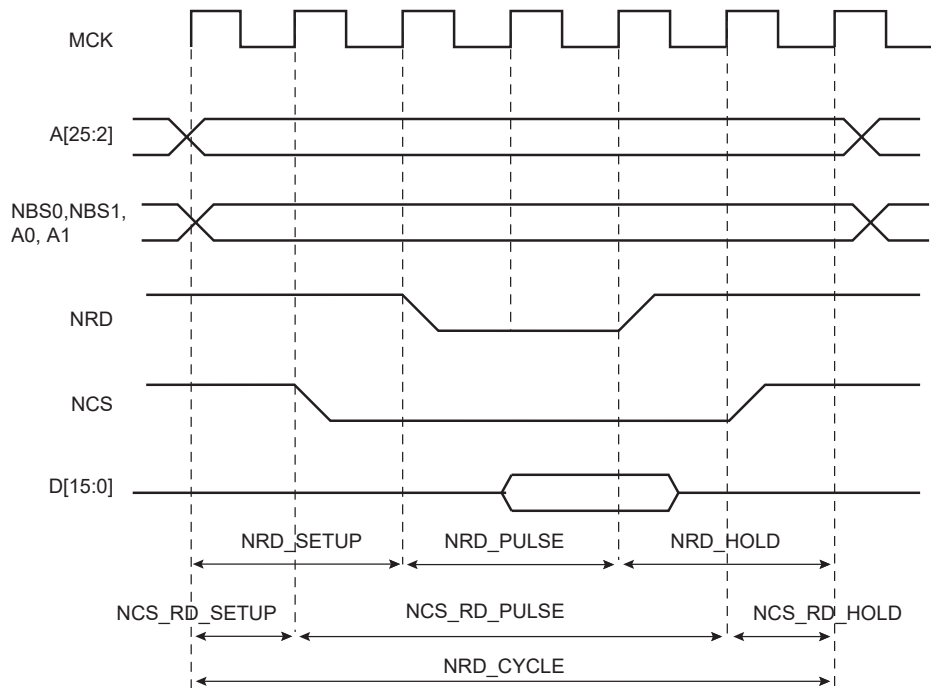 MCK
A[25:2]
NBS0,NBS1,
A0, A1
NRD
NCS
D[15:0]
NRD_SETUP NRD_PULSE NRD_HOLD
NCS_RD_SETUP NCS_RD_PULSE NCS_RD_HOLD
NRD_CYCLE